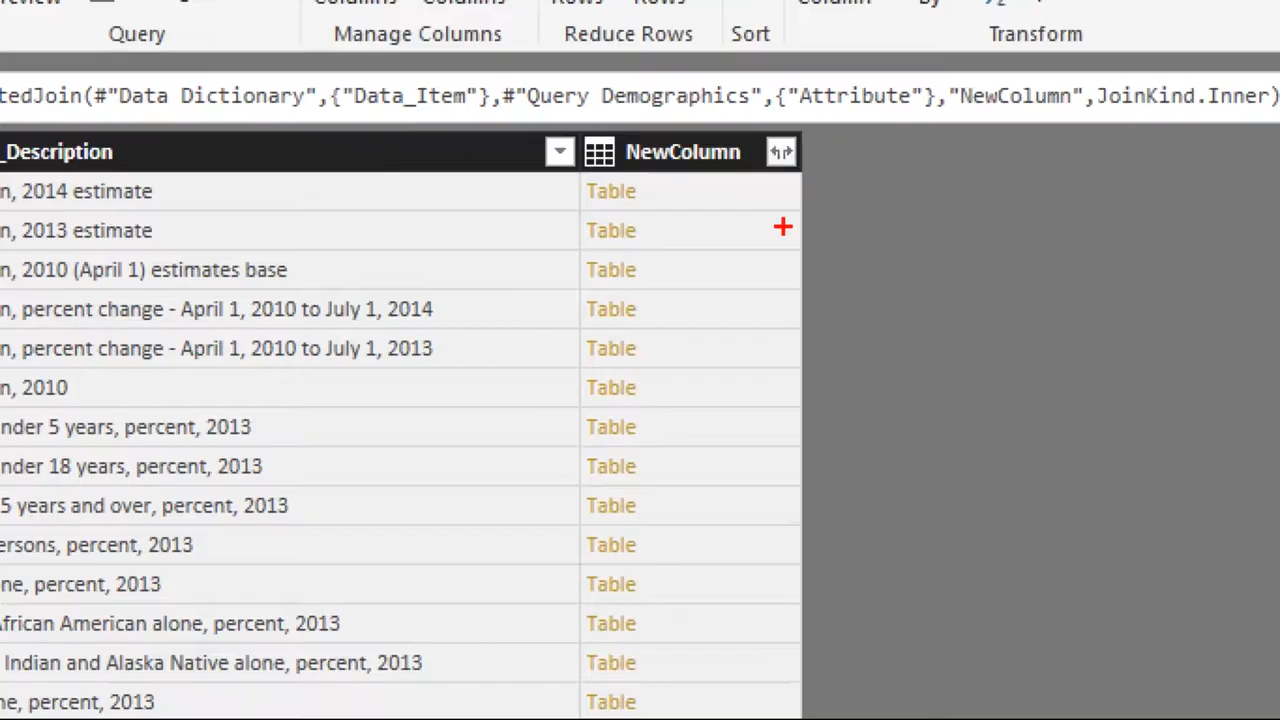 Query Manage Columns Reduce Rows Sort Transform
tedJoin(#"Data Dictionary",{"Data_Item"},#"Query Demographics",{"Attribute"},"NewColumn",JoinKind.Inner)
_Description NewColumn
n, 2014 estimate Table
n, 2013 estimate Table
n, 2010 (April 1) estimates base Table
n, percent change - April 1, 2010 to July 1, 2014 Table
n, percent change - April 1, 2010 to July 1, 2013 Table
n, 2010 Table
nder 5 years, percent, 2013 Table
nder 18 years, percent, 2013 Table
5 years and over, percent, 2013 Table
ersons, percent, 2013 Table
ne, percent, 2013 Table
African American alone, percent, 2013 Table
Indian and Alaska Native alone, percent, 2013 Table
ne, percent, 2013 Table